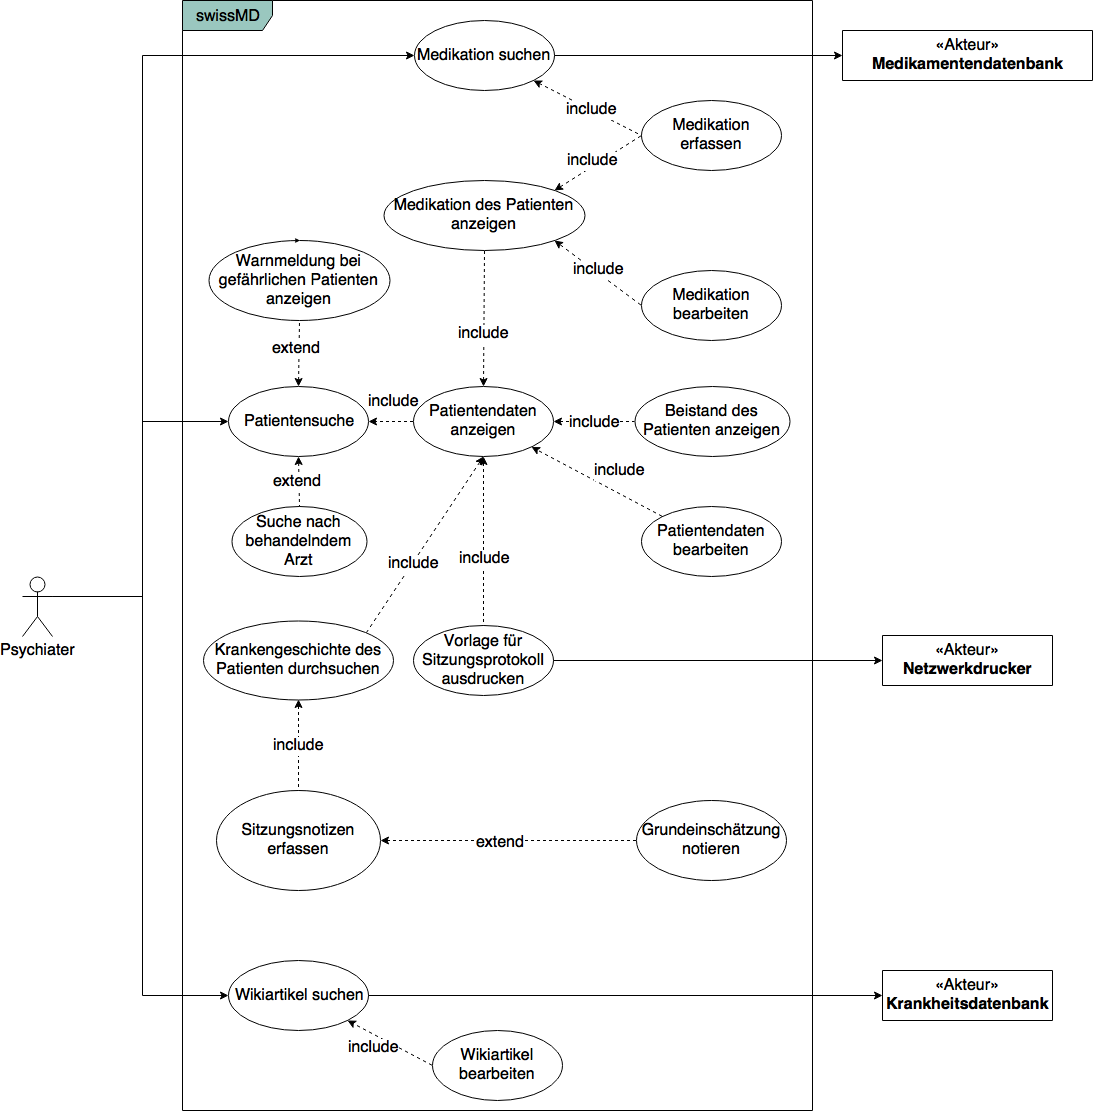 swissMD
Medikation suchen
«Akteur»
Medikamentendatenbank
include
Medikation
erfassen
include
Medikation des Patienten
anzeigen
Warnmeldung bei
gefährlichen Patienten
anzeigen
include
Medikation
bearbeiten
include
extend
include
Patientensuche
Patientendaten
anzeigen
include
Beistand des
Patienten anzeigen
include
extend
Suche nach
behandelndem
Arzt
Patientendaten
bearbeiten
include
include
Psychiater
Krankengeschichte des
Patienten durchsuchen
Vorlage für
Sitzungsprotokoll
ausdrucken
«Akteur»
Netzwerkdrucker
include
Sitzungsnotizen
erfassen
extend
Grundeinschätzung
notieren
Wikiartikel suchen
«Akteur»
Krankheitsdatenbank
include
Wikiartikel
bearbeiten